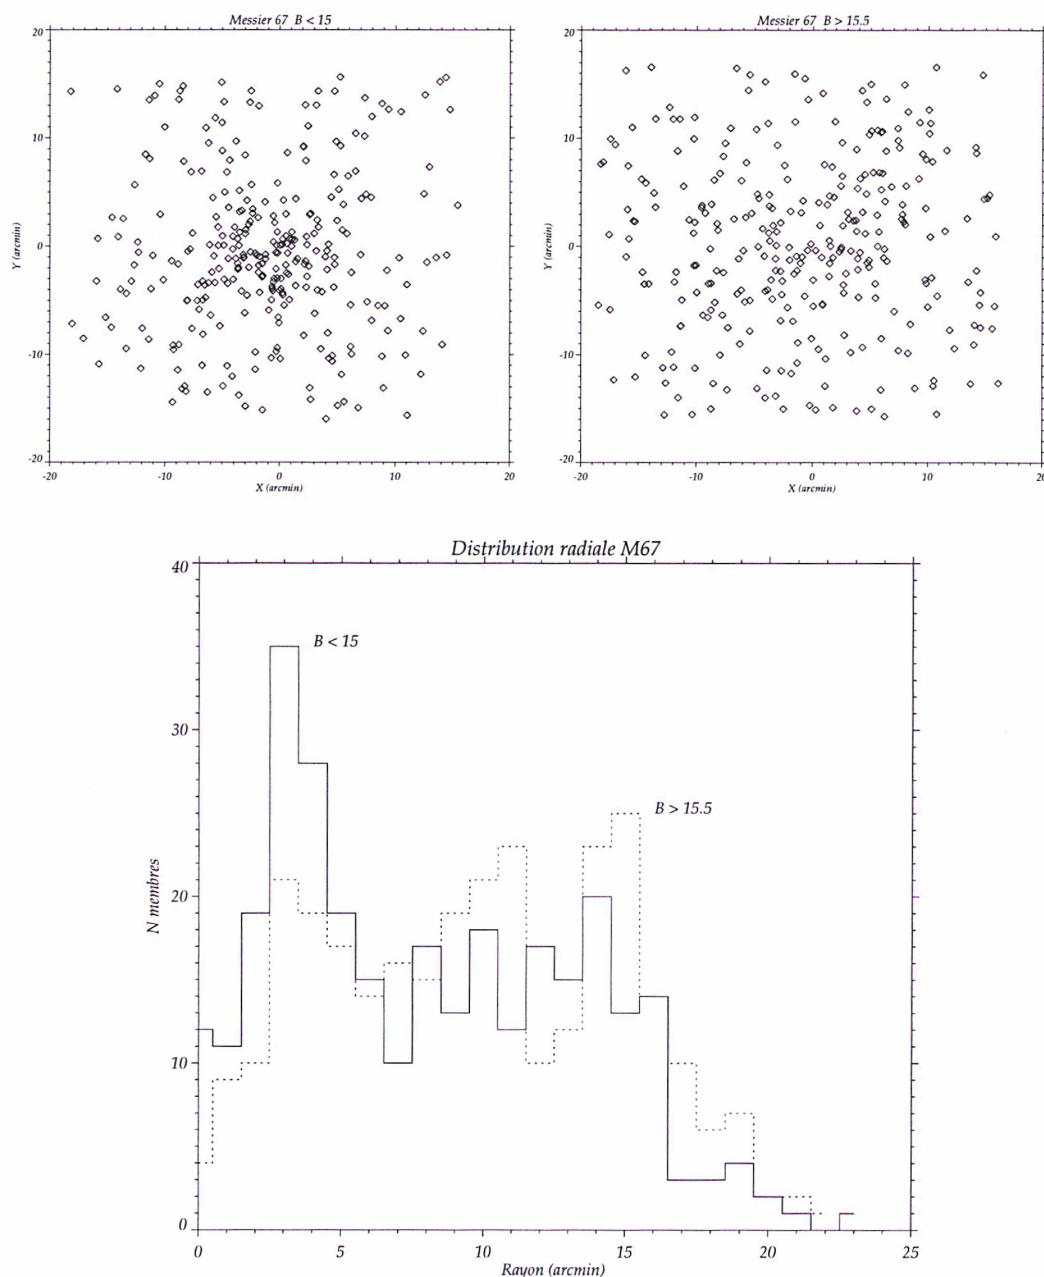 Messier 67 B < 15
Messier 67 B > 15.5
20
10
0
-10
-20
Y (arcmin)
-20
-10
0
10
20
X (arcmin)
20
10
0
-10
-20
Y (arcmin)
-20
-10
0
10
20
X (arcmin)
Distribution radiale M67
40
30
20
10
0
N membres
B < 15
B > 15.5
0
5
10
15
20
25
Rayon (arcmin)